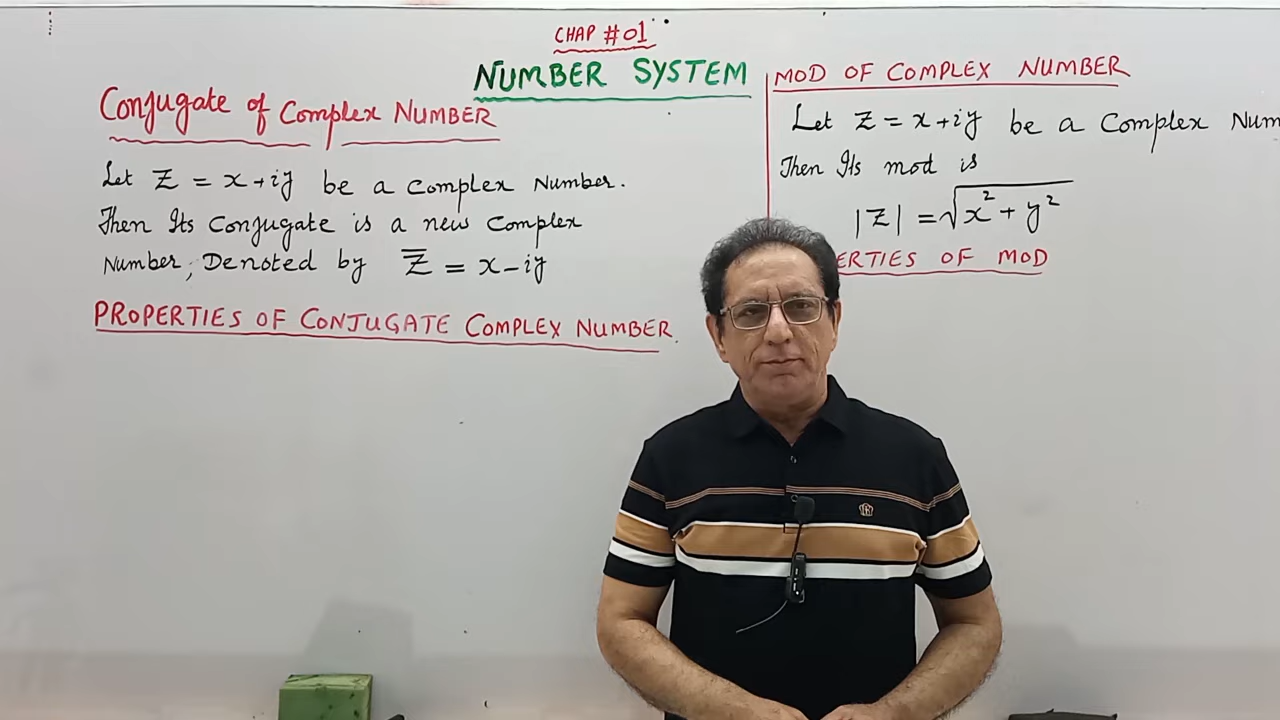 CHAP #01
NUMBER SYSTEM
Conjugate of Complex NUMBER
Let Z = x+iy be a Complex Number.
Then Its Conjugate is a new Complex
Number, Denoted by Z̅ = x-iy
PROPERTIES OF CONJUGATE COMPLEX NUMBER.
MOD OF COMPLEX NUMBER
Let Z = x+iy be a Complex Num
Then Its mod is
|Z| = √x² + y²
ERTIES OF MOD